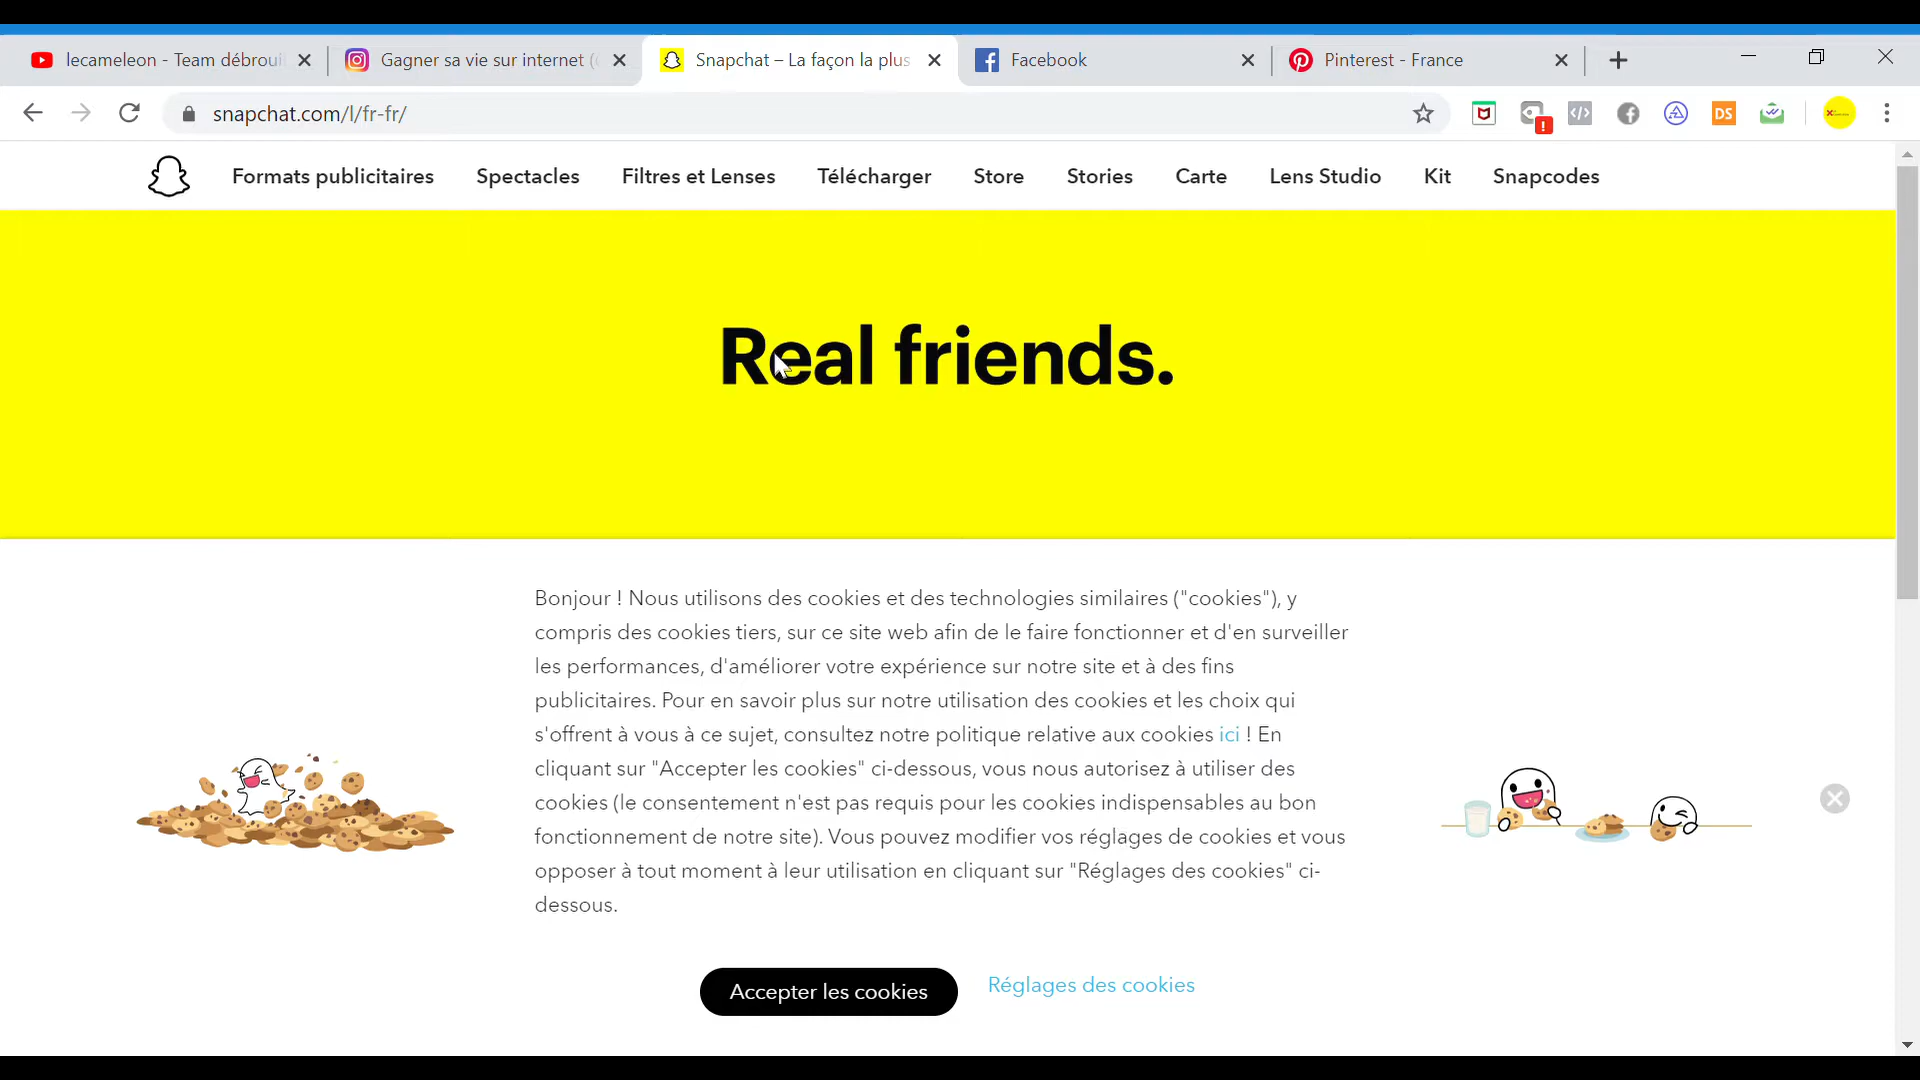 lecameleon - Team débroui
Gagner sa vie sur internet (
Snapchat – La façon la plus
Facebook
Pinterest - France
snapchat.com/l/fr-fr/
DS
Formats publicitaires
Spectacles
Filtres et Lenses
Télécharger
Store
Stories
Carte
Lens Studio
Kit
Snapcodes
Real friends.
Bonjour ! Nous utilisons des cookies et des technologies similaires ("cookies"), y
compris des cookies tiers, sur ce site web afin de le faire fonctionner et d'en surveiller
les performances, d'améliorer votre expérience sur notre site et à des fins
publicitaires. Pour en savoir plus sur notre utilisation des cookies et les choix qui
s'offrent à vous à ce sujet, consultez notre politique relative aux cookies ici ! En
cliquant sur "Accepter les cookies" ci-dessous, vous nous autorisez à utiliser des
cookies (le consentement n'est pas requis pour les cookies indispensables au bon
fonctionnement de notre site). Vous pouvez modifier vos réglages de cookies et vous
opposer à tout moment à leur utilisation en cliquant sur "Réglages des cookies" ci-
dessous.
Accepter les cookies
Réglages des cookies